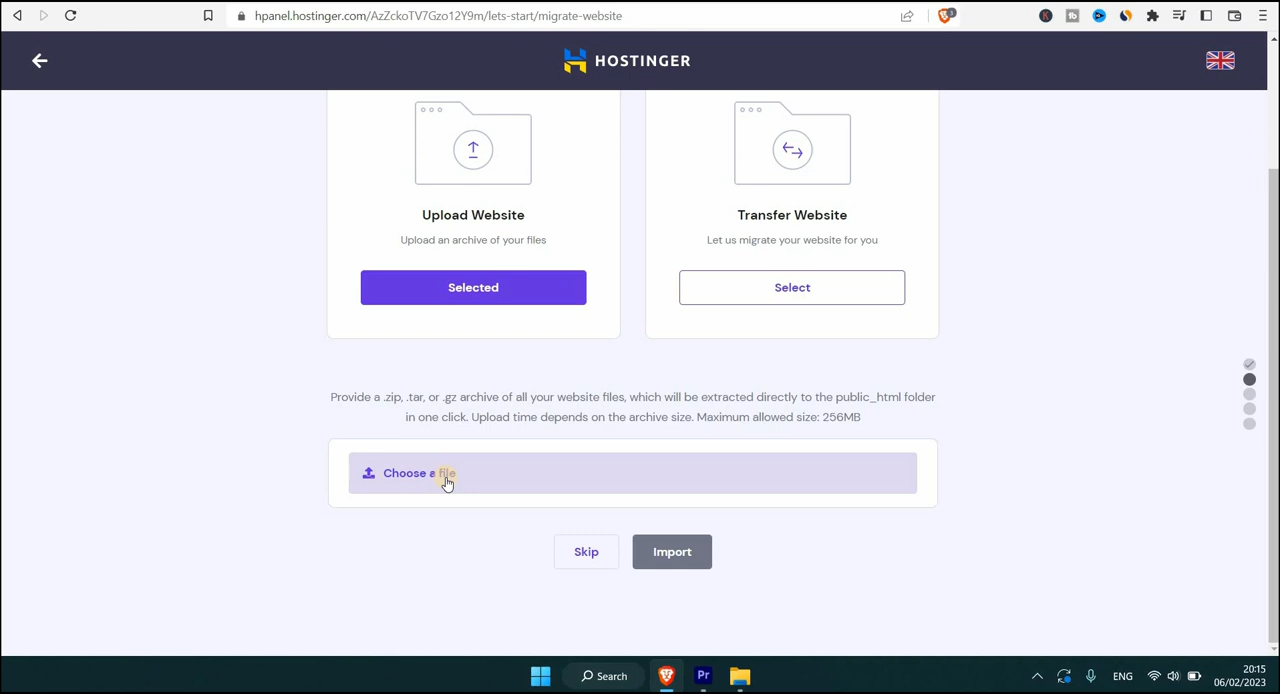 hpanel.hostinger.com/AzZckoTV7Gzo12Y9m/lets-start/migrate-website
HOSTINGER
Upload Website
Upload an archive of your files
Selected
Transfer Website
Let us migrate your website for you
Select
Provide a .zip, .tar, or .gz archive of all your website files, which will be extracted directly to the public_html folder
in one click. Upload time depends on the archive size. Maximum allowed size: 256MB
Choose a file
Skip
Import
Search
Pr
ENG
20:15
06/02/2023